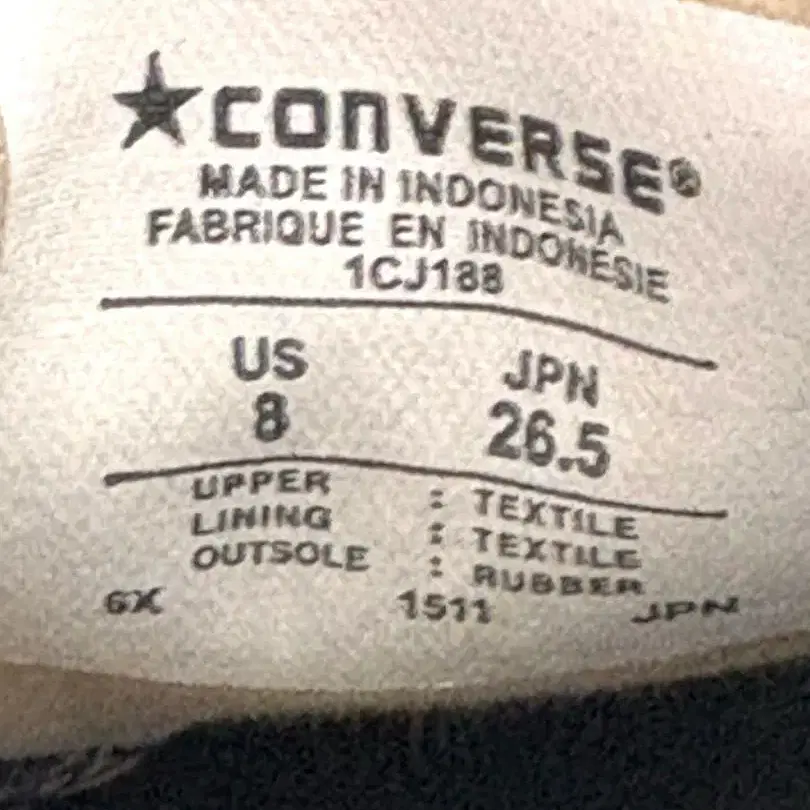 ★CONVERSE®
MADE IN INDONESIA
FABRIQUE EN INDONESIE
1CJ188
US JPN
8 26.5
UPPER : TEXTILE
LINING : TEXTILE
OUTSOLE : RUBBER
6X 1511 JPN